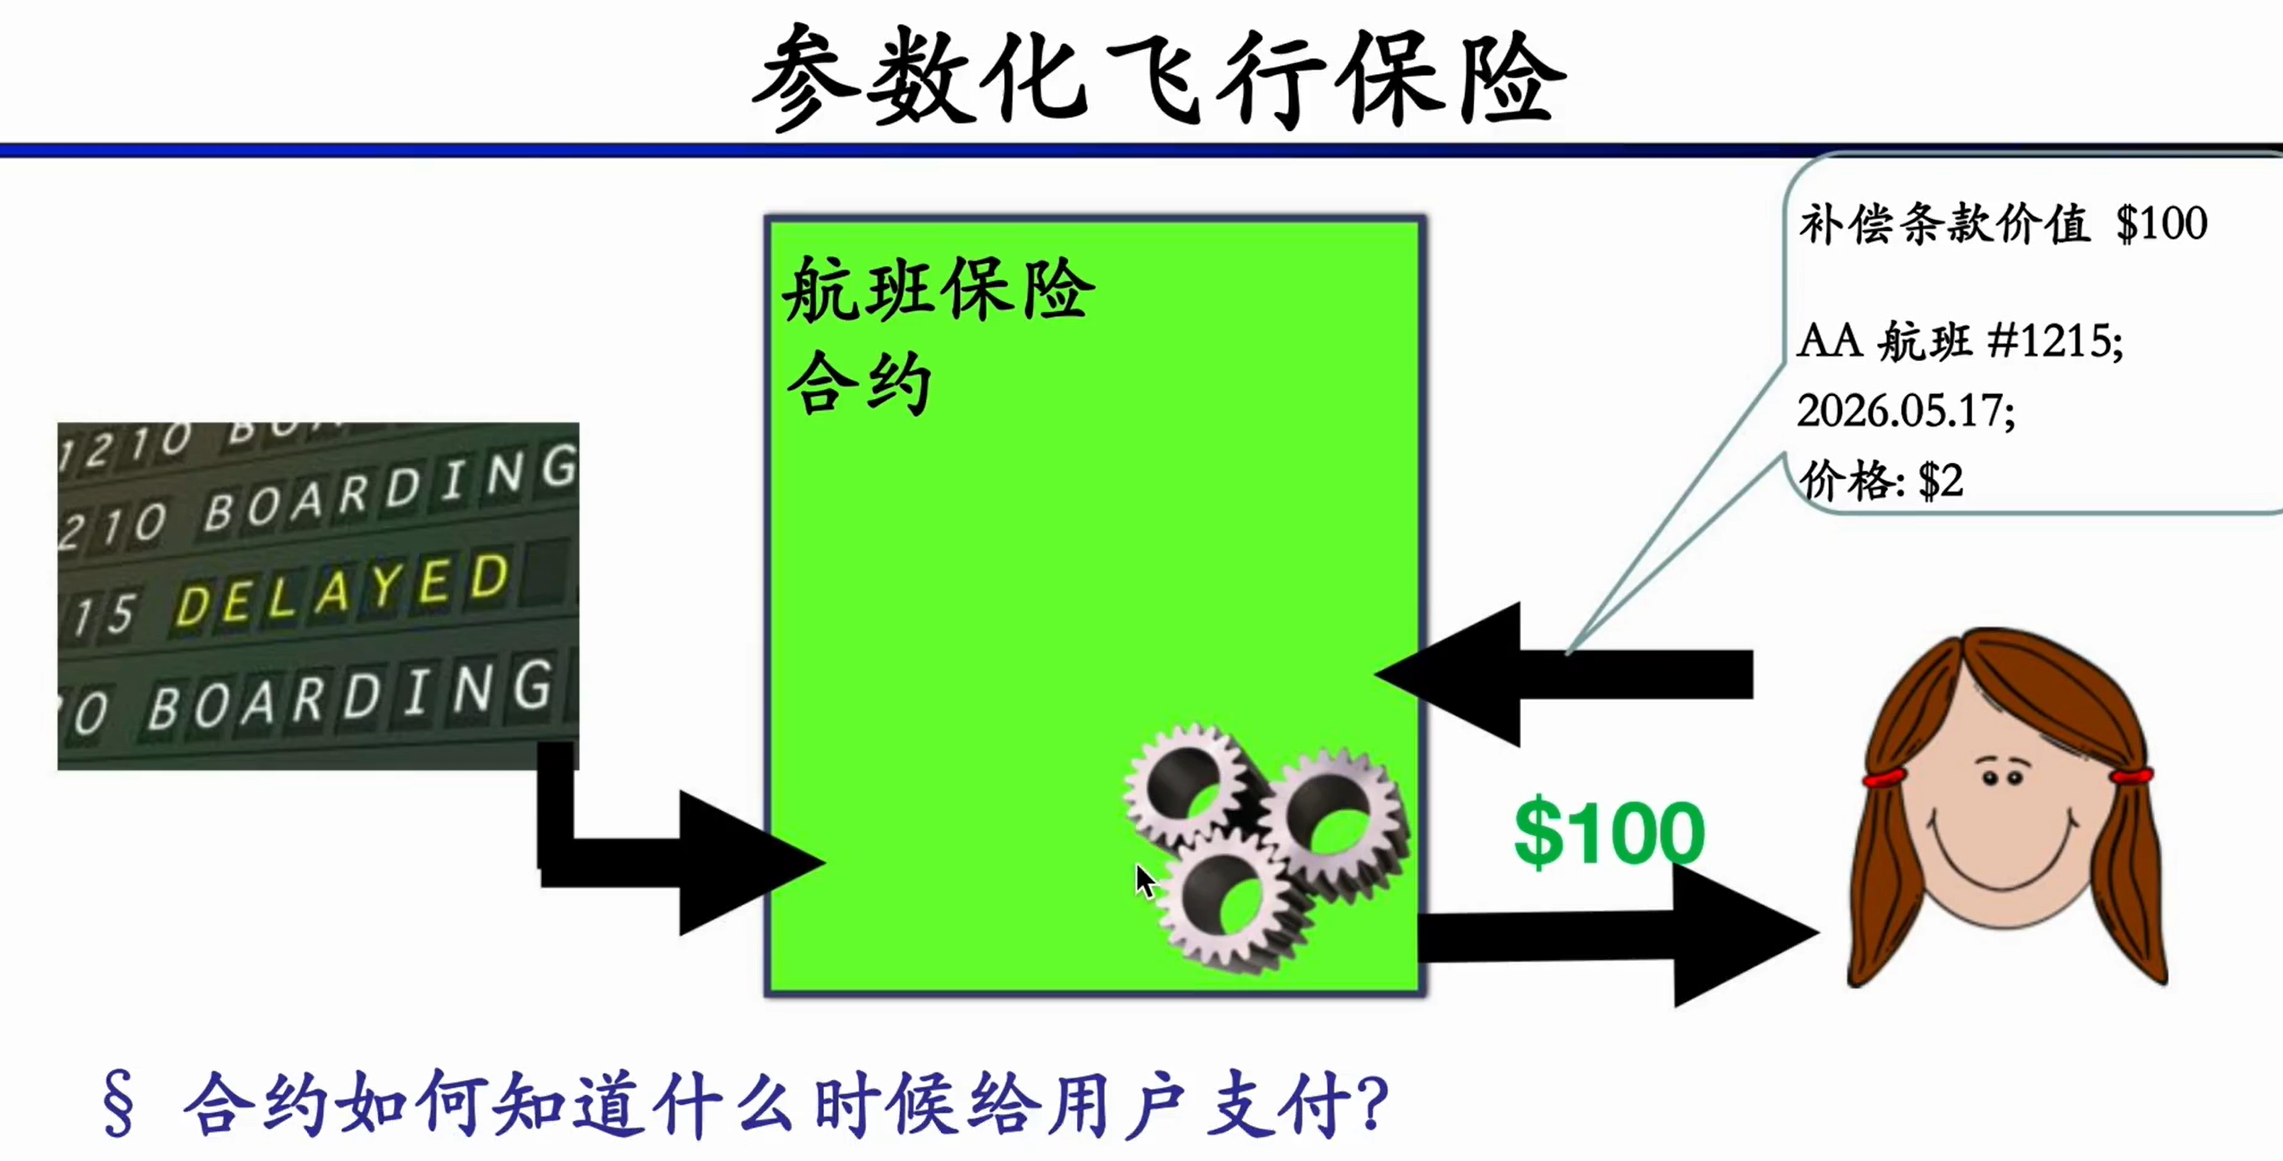 参数化飞行保险
补偿条款价值 $100
AA 航班 #1215;
2026.05.17;
价格: $2
航班保险
合约
1210
210 BOARDING
15 DELAYED
0 BOARDING
$100
§ 合约如何知道什么时候给用户支付?